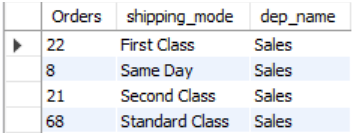 Orders shipping_mode dep_name
22 First Class Sales
8 Same Day Sales
21 Second Class Sales
68 Standard Class Sales